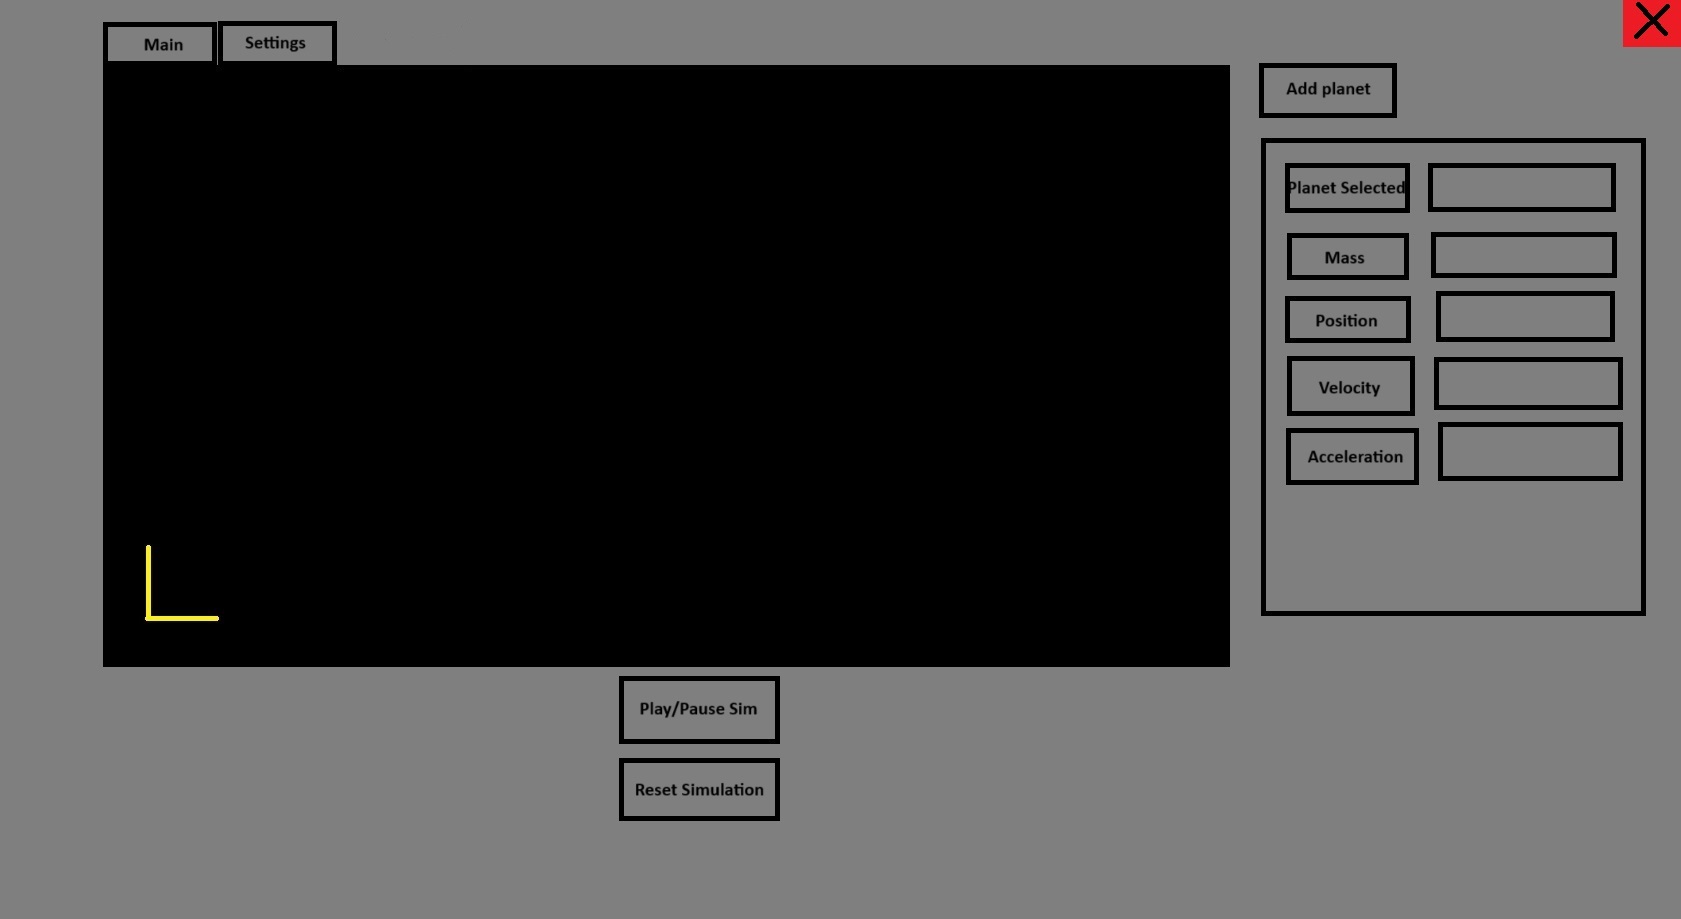 Main
Settings
Add planet
Planet Selected
Mass
Position
Velocity
Acceleration
Play/Pause Sim
Reset Simulation